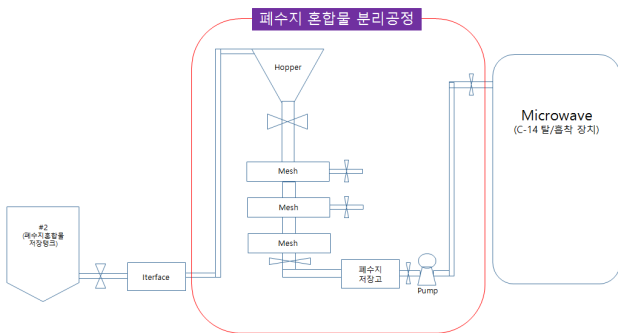 폐수지 혼합물 분리공정
Hopper
Microwave
(C-14 탈/흡착 장치)
Mesh
Mesh
Mesh
#2
(폐수지혼합물
저장탱크)
Iterface
폐수지
저장고
Pump